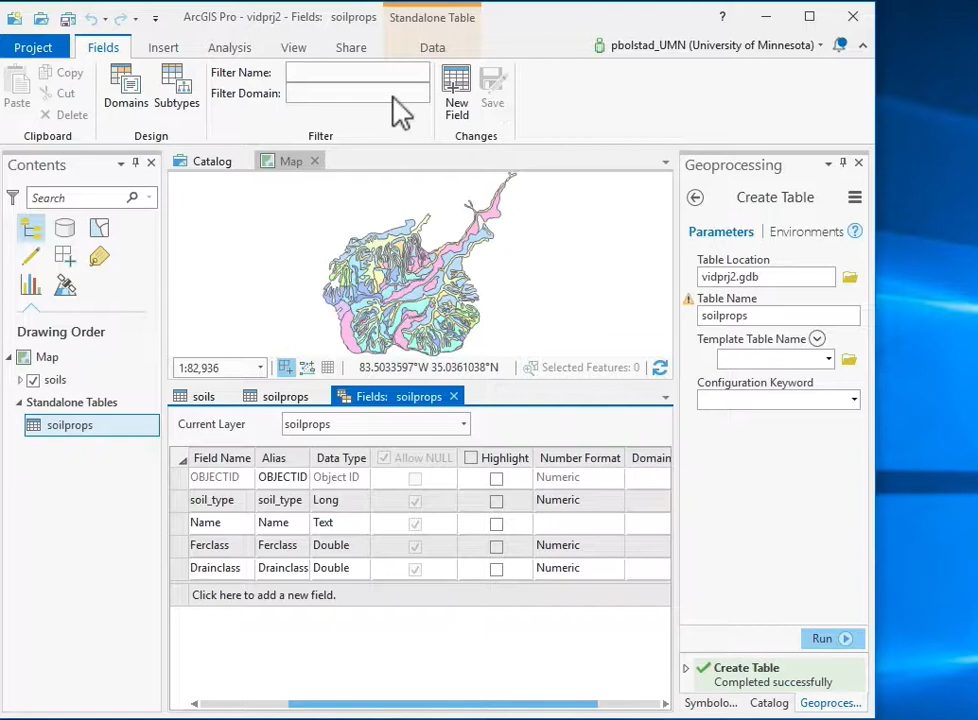 ArcGIS Pro - vidprj2 - Fields: soilprops
Standalone Table
?
Project
Fields
Insert
Analysis
View
Share
Data
pbolstad_UMN (University of Minnesota)
Paste
Copy
Cut
Delete
Clipboard
Domains
Subtypes
Design
Filter Name:
Filter Domain:
Filter
New
Field
Save
Changes
Contents
Search
Drawing Order
Map
soils
Standalone Tables
soilprops
Catalog
Map
1:82,936
83.5033597°W 35.0361038°N
Selected Features: 0
soils
soilprops
Fields: soilprops
Current Layer
soilprops
Field Name Alias Data Type Allow NULL Highlight Number Format Domain
OBJECTID OBJECTID Object ID Numeric
soil_type soil_type Long Numeric
Name Name Text
Ferclass Ferclass Double Numeric
Drainclass Drainclass Double Numeric
Click here to add a new field.
Geoprocessing
Create Table
Parameters
Environments
?
Table Location
vidprj2.gdb
Table Name
soilprops
Template Table Name
Configuration Keyword
Run
Create Table
Completed successfully
Symbolo...
Catalog
Geoproces...